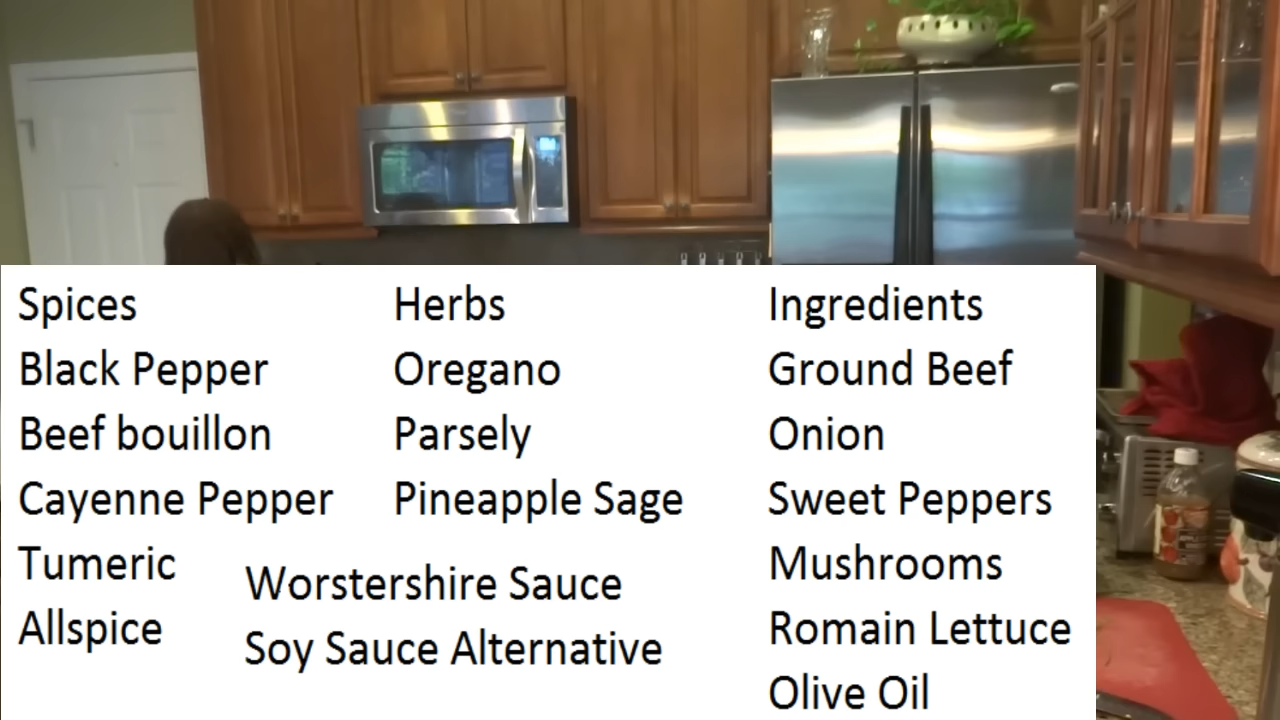 Spices
Black Pepper
Beef bouillon
Cayenne Pepper
Tumeric
Allspice
Herbs
Oregano
Parsely
Pineapple Sage
Worstershire Sauce
Soy Sauce Alternative
Ingredients
Ground Beef
Onion
Sweet Peppers
Mushrooms
Romain Lettuce
Olive Oil